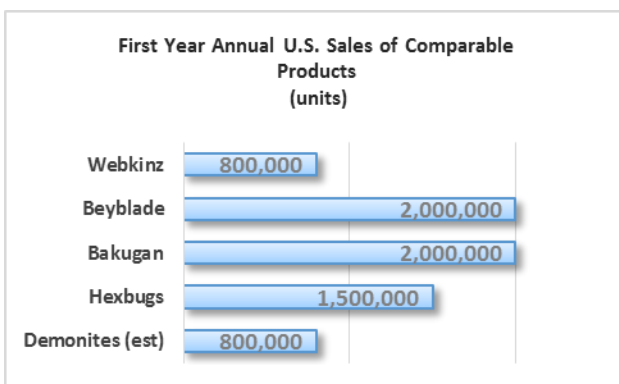 First Year Annual U.S. Sales of Comparable
Products
(units)
Webkinz 800,000
Beyblade 2,000,000
Bakugan 2,000,000
Hexbugs 1,500,000
Demonites (est) 800,000